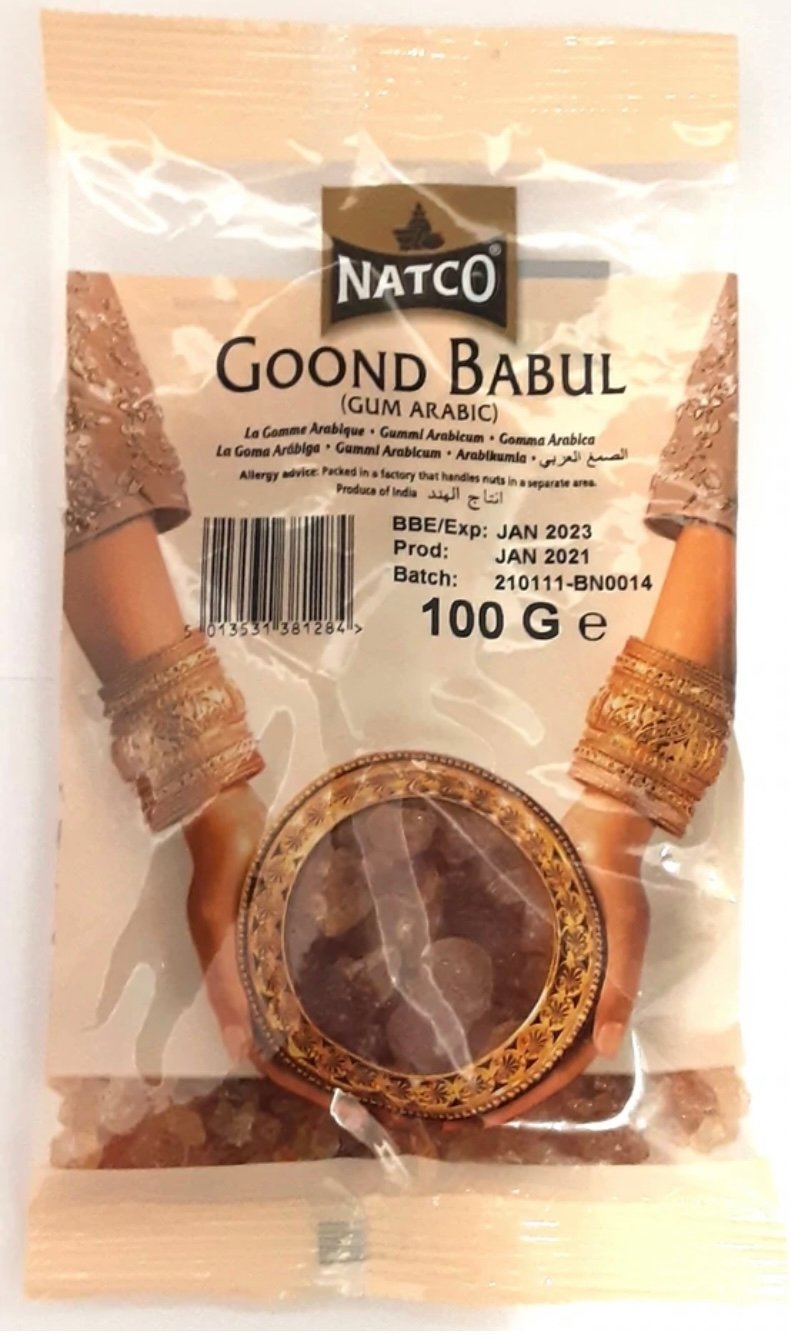 NATCO®
GOOND BABUL
(GUM ARABIC)
La Gomme Arabique • Gummi Arabicum • Gomma Arabica
La Goma Arábiga • Gummi Arabicum • Arabikumia • الصمغ العربي
Allergy advice: Packed in a factory that handles nuts in a separate area.
Produce of India انتاج الهند
BBE/Exp: JAN 2023
Prod: JAN 2021
Batch: 210111-BN0014
100 G e
5 013531 381284 >